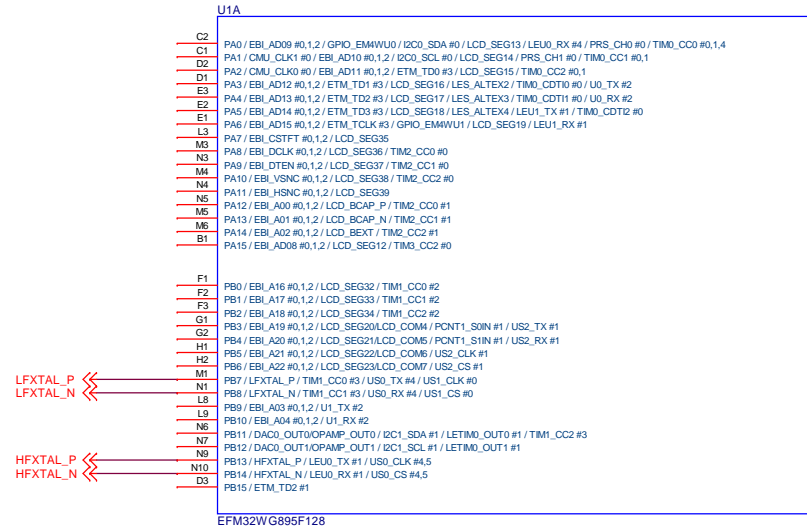 U1A
C2 PA0 / EBI_AD09 #0,1,2 / GPIO_EM4WU0 / I2C0_SDA #0 / LCD_SEG13 / LEU0_RX #4 / PRS_CH0 #0 / TIM0_CC0 #0,1,4
C1 PA1 / CMU_CLK1 #0 / EBI_AD10 #0,1,2 / I2C0_SCL #0 / LCD_SEG14 / PRS_CH1 #0 / TIM0_CC1 #0,1
D2 PA2 / CMU_CLK0 #0 / EBI_AD11 #0,1,2 / ETM_TD0 #3 / LCD_SEG15 / TIM0_CC2 #0,1
D1 PA3 / EBI_AD12 #0,1,2 / ETM_TD1 #3 / LCD_SEG16 / LES_ALTEX2 / TIM0_CDTI0 #0 / U0_TX #2
E3 PA4 / EBI_AD13 #0,1,2 / ETM_TD2 #3 / LCD_SEG17 / LES_ALTEX3 / TIM0_CDTI1 #0 / U0_RX #2
E2 PA5 / EBI_AD14 #0,1,2 / ETM_TD3 #3 / LCD_SEG18 / LES_ALTEX4 / LEU1_TX #1 / TIM0_CDTI2 #0
E1 PA6 / EBI_AD15 #0,1,2 / ETM_TCLK #3 / GPIO_EM4WU1 / LCD_SEG19 / LEU1_RX #1
L3 PA7 / EBI_CSTFT #0,1,2 / LCD_SEG35
M3 PA8 / EBI_DCLK #0,1,2 / LCD_SEG36 / TIM2_CC0 #0
N3 PA9 / EBI_DTEN #0,1,2 / LCD_SEG37 / TIM2_CC1 #0
M4 PA10 / EBI_VSNC #0,1,2 / LCD_SEG38 / TIM2_CC2 #0
N4 PA11 / EBI_HSNC #0,1,2 / LCD_SEG39
N5 PA12 / EBI_A00 #0,1,2 / LCD_BCAP_P / TIM2_CC0 #1
M5 PA13 / EBI_A01 #0,1,2 / LCD_BCAP_N / TIM2_CC1 #1
M6 PA14 / EBI_A02 #0,1,2 / LCD_BEXT / TIM2_CC2 #1
B1 PA15 / EBI_AD08 #0,1,2 / LCD_SEG12 / TIM3_CC2 #0
F1 PB0 / EBI_A16 #0,1,2 / LCD_SEG32 / TIM1_CC0 #2
F2 PB1 / EBI_A17 #0,1,2 / LCD_SEG33 / TIM1_CC1 #2
F3 PB2 / EBI_A18 #0,1,2 / LCD_SEG34 / TIM1_CC2 #2
G1 PB3 / EBI_A19 #0,1,2 / LCD_SEG20/LCD_COM4 / PCNT1_S0IN #1 / US2_TX #1
G2 PB4 / EBI_A20 #0,1,2 / LCD_SEG21/LCD_COM5 / PCNT1_S1IN #1 / US2_RX #1
H1 PB5 / EBI_A21 #0,1,2 / LCD_SEG22/LCD_COM6 / US2_CLK #1
H2 PB6 / EBI_A22 #0,1,2 / LCD_SEG23/LCD_COM7 / US2_CS #1
LFXTAL_P M1 PB7 / LFXTAL_P / TIM1_CC0 #3 / US0_TX #4 / US1_CLK #0
LFXTAL_N N1 PB8 / LFXTAL_N / TIM1_CC1 #3 / US0_RX #4 / US1_CS #0
L8 PB9 / EBI_A03 #0,1,2 / U1_TX #2
L9 PB10 / EBI_A04 #0,1,2 / U1_RX #2
N6 PB11 / DAC0_OUT0/OPAMP_OUT0 / I2C1_SDA #1 / LETIM0_OUT0 #1 / TIM1_CC2 #3
N7 PB12 / DAC0_OUT1/OPAMP_OUT1 / I2C1_SCL #1 / LETIM0_OUT1 #1
HFXTAL_P N9 PB13 / HFXTAL_P / LEU0_TX #1 / US0_CLK #4,5
HFXTAL_N N10 PB14 / HFXTAL_N / LEU0_RX #1 / US0_CS #4,5
D3 PB15 / ETM_TD2 #1
EFM32WG895F128